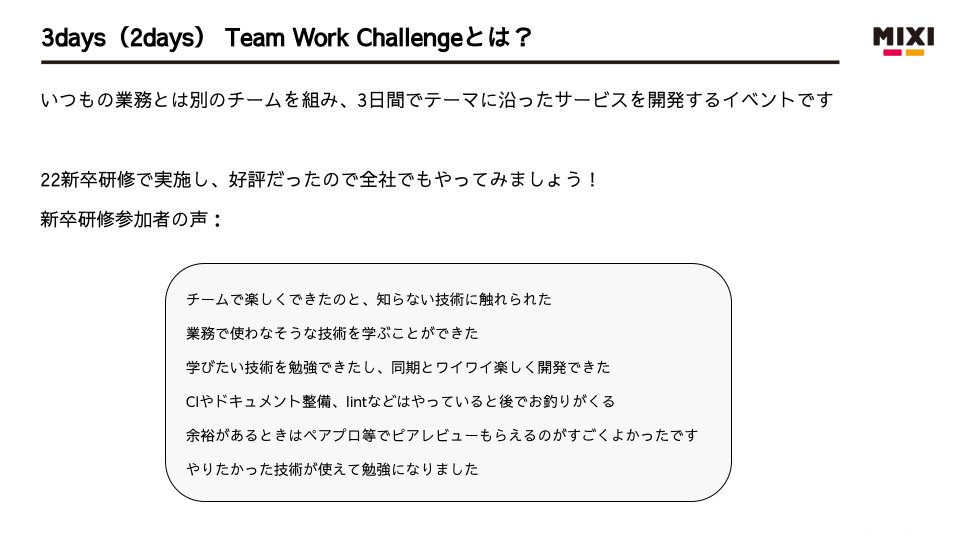 3days（2days） Team Work Challengeとは？
MIXI
いつもの業務とは別のチームを組み、3日間でテーマに沿ったサービスを開発するイベントです
22新卒研修で実施し、好評だったので全社でもやってみましょう！
新卒研修参加者の声：
チームで楽しくできたのと、知らない技術に触れられた
業務で使わなそうな技術を学ぶことができた
学びたい技術を勉強できたし、同期とワイワイ楽しく開発できた
CIやドキュメント整備、lintなどはやっていると後でお釣りがくる
余裕があるときはペアプロ等でピアレビューもらえるのがすごくよかったです
やりたかった技術が使えて勉強になりました